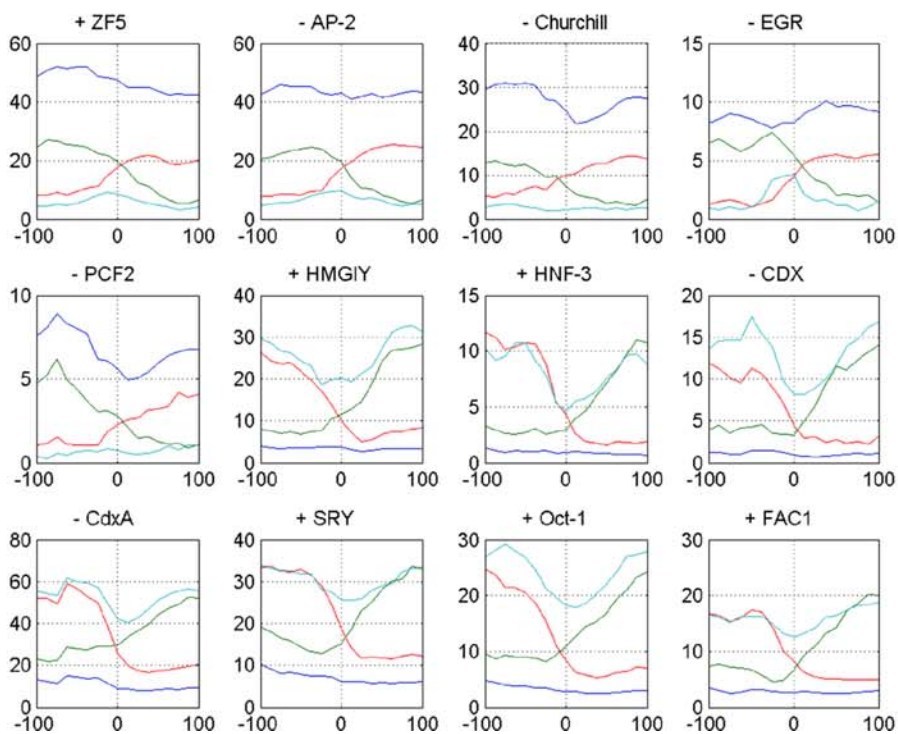 + ZF5
- AP-2
- Churchill
- EGR
60
40
20
0
-100 0 100
60
40
20
0
-100 0 100
40
30
20
10
0
-100 0 100
15
10
5
0
-100 0 100
- PCF2
+ HMGIY
+ HNF-3
- CDX
10
5
0
-100 0 100
40
30
20
10
0
-100 0 100
15
10
5
0
-100 0 100
20
15
10
5
0
-100 0 100
- CdxA
+ SRY
+ Oct-1
+ FAC1
80
60
40
20
0
-100 0 100
40
30
20
10
0
-100 0 100
30
20
10
0
-100 0 100
30
20
10
0
-100 0 100